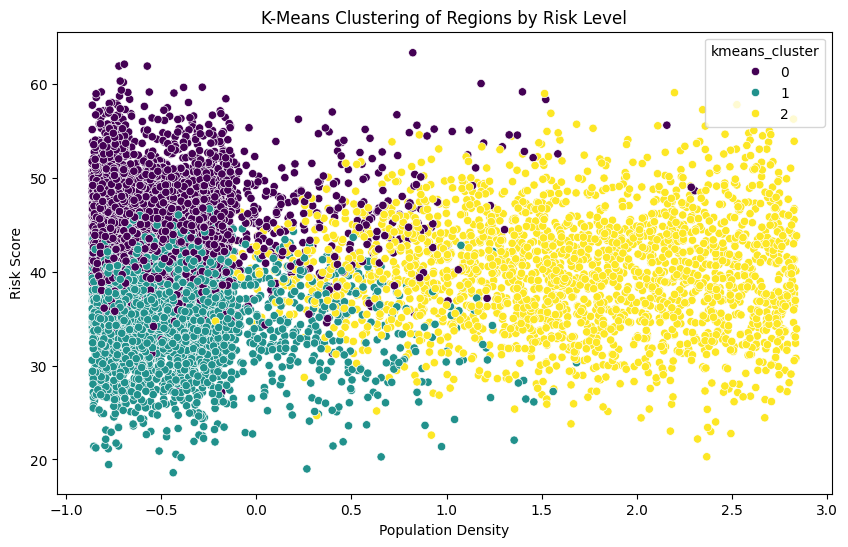 K-Means Clustering of Regions by Risk Level
kmeans_cluster
0
1
2
Risk Score
60
50
40
30
20
-1.0 -0.5 0.0 0.5 1.0 1.5 2.0 2.5 3.0
Population Density